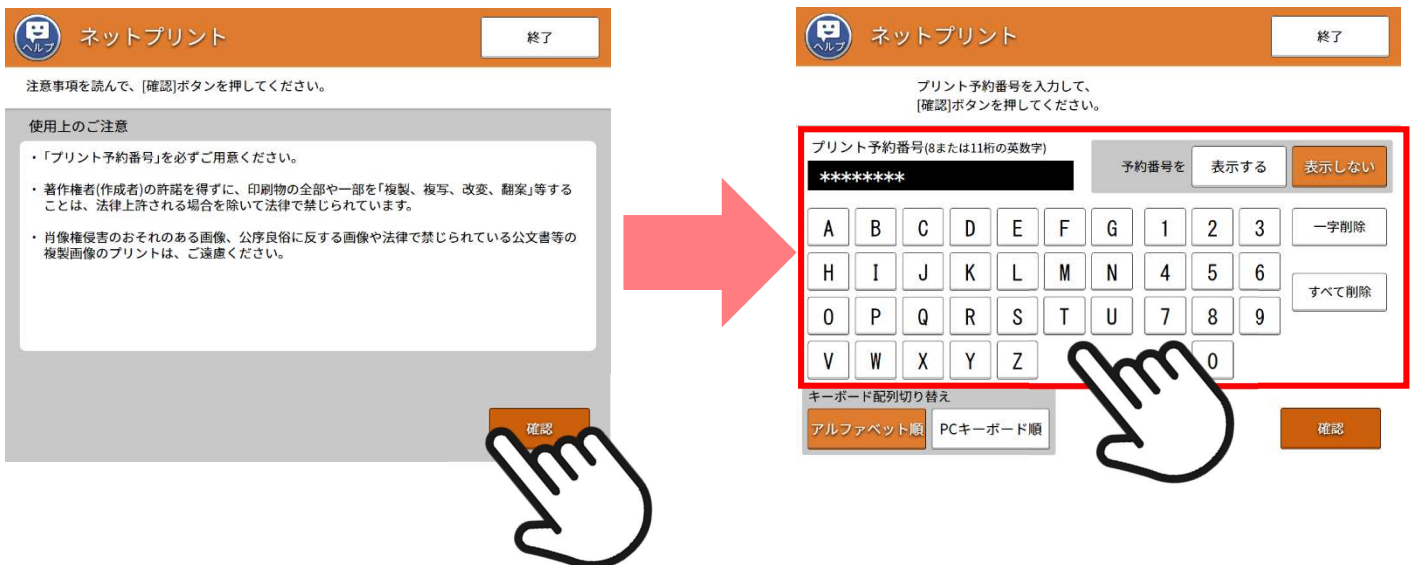 ヘルプ
ネットプリント
終了
注意事項を読んで、[確認]ボタンを押してください。
使用上のご注意
・「プリント予約番号」を必ずご用意ください。
・ 著作権者(作成者)の許諾を得ずに、印刷物の全部や一部を「複製、複写、改変、翻案」等する
ことは、法律上許される場合を除いて法律で禁じられています。
・ 肖像権侵害のおそれのある画像、公序良俗に反する画像や法律で禁じられている公文書等の
複製画像のプリントは、ご遠慮ください。
確認
ヘルプ
ネットプリント
終了
プリント予約番号を入力して、
[確認]ボタンを押してください。
プリント予約番号(8または11桁の英数字)
********
予約番号を 表示する 表示しない
A B C D E F G 1 2 3 一字削除
H I J K L M N 4 5 6
すべて削除
O P Q R S T U 7 8 9
V W X Y Z 0
キーボード配列切り替え
アルファベット順 PCキーボード順
確認